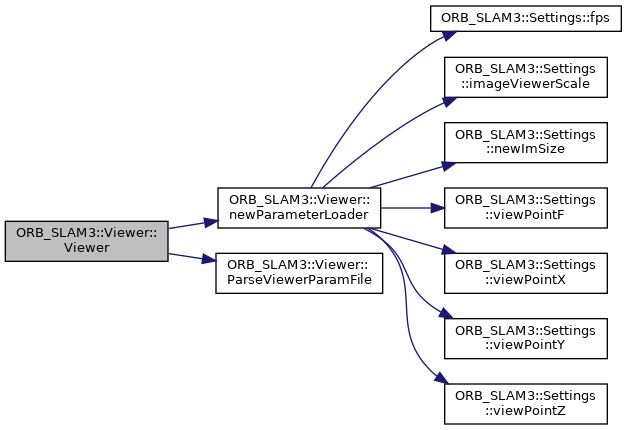 ORB_SLAM3::Viewer::
Viewer
ORB_SLAM3::Viewer::
newParameterLoader
ORB_SLAM3::Viewer::
ParseViewerParamFile
ORB_SLAM3::Settings::fps
ORB_SLAM3::Settings
::imageViewerScale
ORB_SLAM3::Settings
::newImSize
ORB_SLAM3::Settings
::viewPointF
ORB_SLAM3::Settings
::viewPointX
ORB_SLAM3::Settings
::viewPointY
ORB_SLAM3::Settings
::viewPointZ